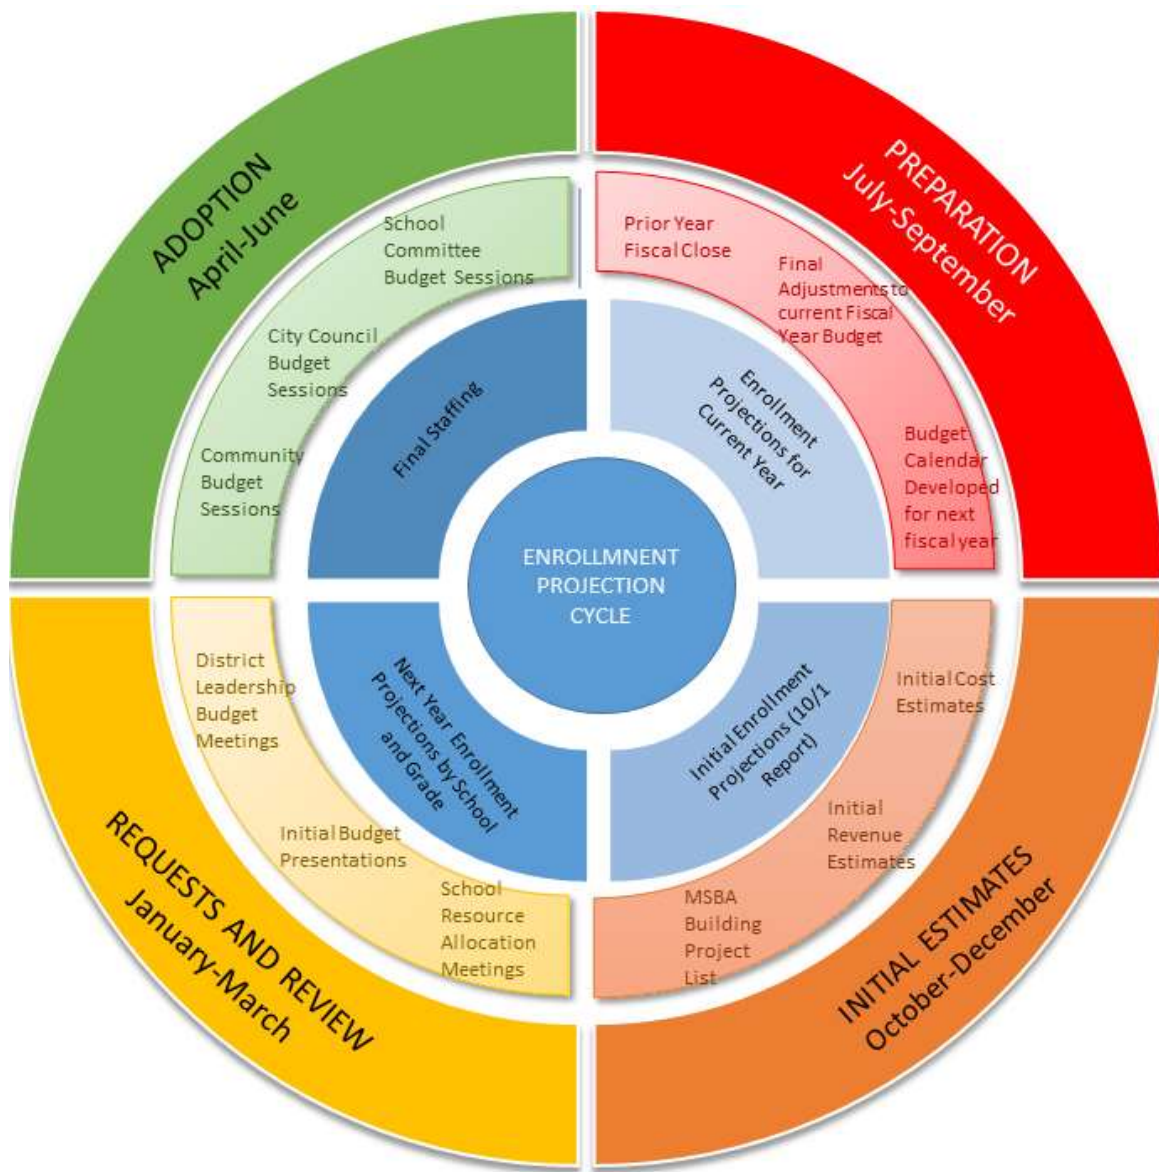 ADOPTION
April-June
PREPARATION
July-September
School
Committee
Budget Sessions
City Council
Budget
Sessions
Community
Budget
Sessions
Prior Year
Fiscal Close
Final
Adjustments to
current Fiscal
Year Budget
Budget
Calendar
Developed
for next
fiscal year
Final Staffing
Enrollment
Projections for
Current Year
ENROLLMNENT
PROJECTION
CYCLE
Next Year Enrollment
Projections by School
and Grade
Initial Enrollment
Projections (10/1
Report)
District
Leadership
Budget
Meetings
Initial Budget
Presentations
School
Resource
Allocation
Meetings
Initial Cost
Estimates
Initial
Revenue
Estimates
MSBA
Building
Project
List
REQUESTS AND REVIEW
January-March
INITIAL ESTIMATES
October-December